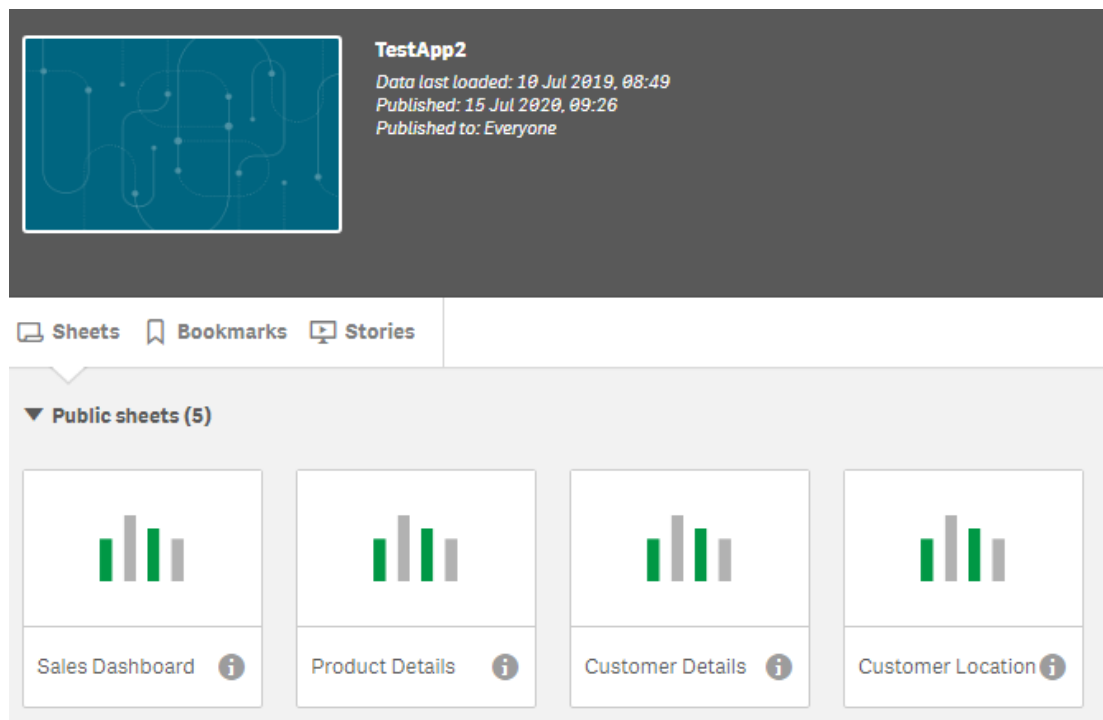 TestApp2
Data last loaded: 10 Jul 2019, 08:49
Published: 15 Jul 2020, 09:26
Published to: Everyone
Sheets Bookmarks Stories
Public sheets (5)
Sales Dashboard Product Details Customer Details Customer Location